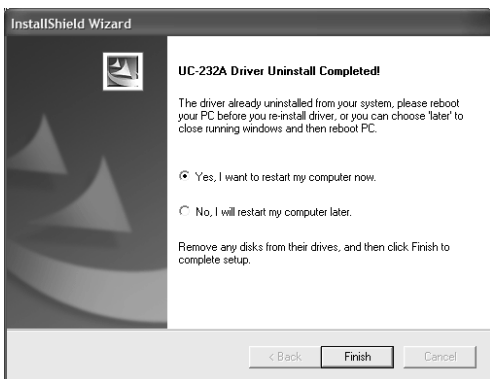 InstallShield Wizard
UC-232A Driver Uninstall Completed!
The driver already uninstalled from your system, please reboot
your PC before you re-install driver, or you can choose 'later' to
close running windows and then reboot PC.
Yes, I want to restart my computer now.
No, I will restart my computer later.
Remove any disks from their drives, and then click Finish to
complete setup.
< Back Finish Cancel